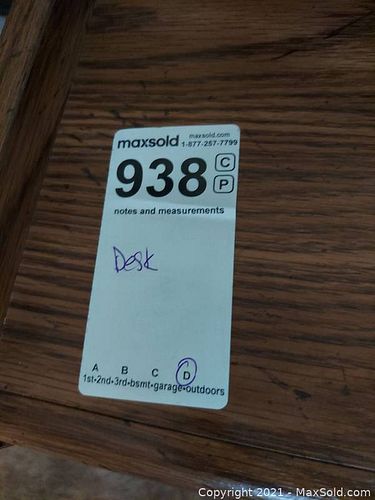 maxsold maxsold.com
1-877-257-7799
938 C
P
notes and measurements
Desk
A B C D
1st•2nd•3rd•bsmt•garage•outdoors
Copyright © 2021 - MaxSold.com